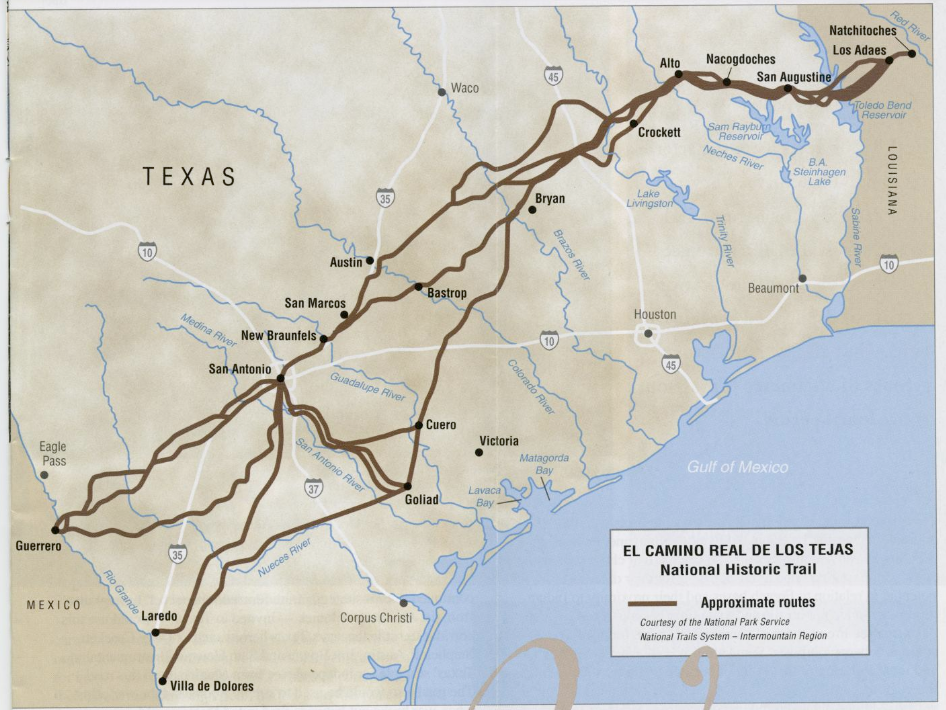 Red River
Natchitoches
Los Adaes
Alto
Nacogdoches
San Augustine
45
Waco
Toledo Bend
Reservoir
Crockett
Sam Raybu
Reservoir
Neches River
B.A.
Steinhagen
Lake
LOUISIANA
TEXAS
35
Bryan
Lake
Livingston
Trinity River
Sabine River
10
Brazos River
Austin
10
Bastrop
Beaumont
San Marcos
Houston
Medina River
New Braunfels
10
San Antonio
45
Guadalupe River
Colorado River
Cuero
Eagle
Pass
San Antonio River
Victoria
Matagorda
Bay
Gulf of Mexico
37
Lavaca
Bay
Goliad
Guerrero
35
Nueces River
EL CAMINO REAL DE LOS TEJAS
National Historic Trail
Rio Grande
MEXICO
Approximate routes
Laredo
Corpus Christi
Courtesy of the National Park Service
National Trails System – Intermountain Region
Villa de Dolores